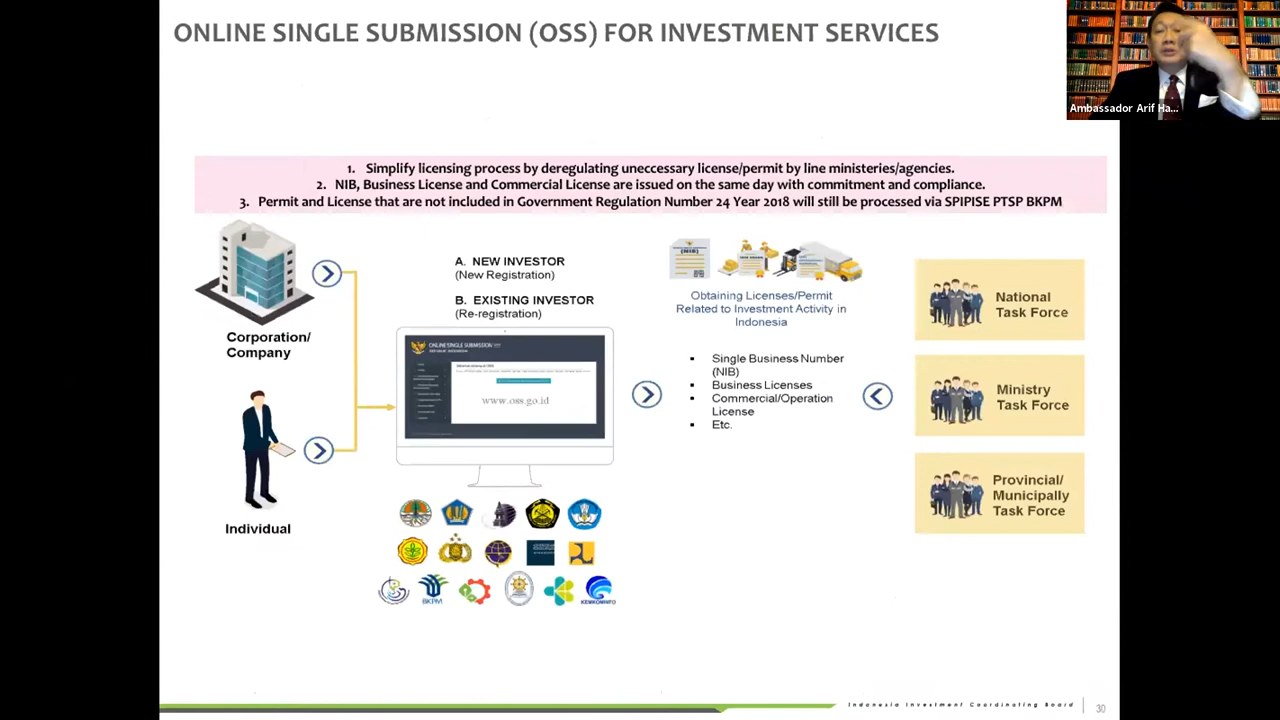 ONLINE SINGLE SUBMISSION (OSS) FOR INVESTMENT SERVICES
Ambassador Arif Ha...
1. Simplify licensing process by deregulating uneccessary license/permit by line ministeries/agencies.
2. NIB, Business License and Commercial License are issued on the same day with commitment and compliance.
3. Permit and License that are not included in Government Regulation Number 24 Year 2018 will still be processed via SPIPISE PTSP BKPM
Corporation/
Company
Individual
A. NEW INVESTOR
(New Registration)
B. EXISTING INVESTOR
(Re-registration)
ONLINE SINGLE SUBMISSION
www.oss.go.id
BKPM
KEMKOMINFO
(NIB)
Obtaining Licenses/Permit
Related to Investment Activity in
Indonesia
▪ Single Business Number
(NIB)
▪ Business Licenses
▪ Commercial/Operation
License
▪ Etc.
National
Task Force
Ministry
Task Force
Provincial/
Municipally
Task Force
Indonesia Investment Coordinating Board
30